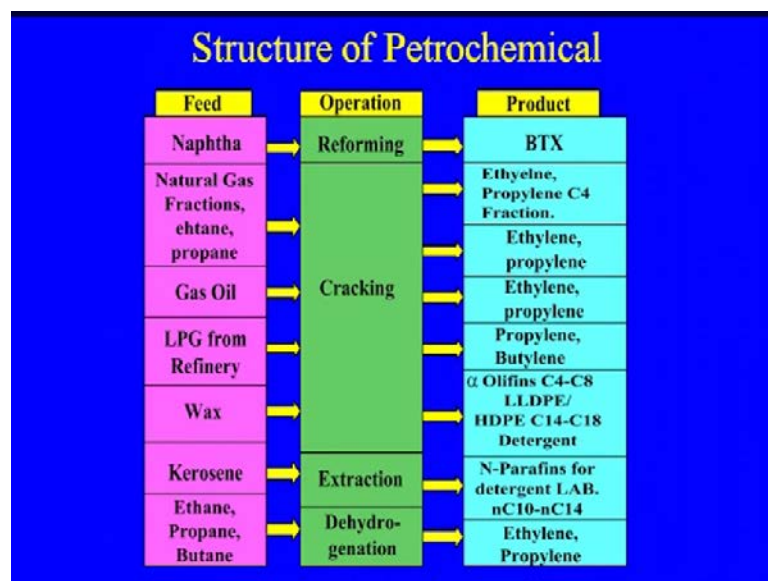 Structure of Petrochemical
Feed
Operation
Product
Naphtha
Reforming
BTX
Natural Gas
Fractions,
ehtane,
propane
Cracking
Ethyelne,
Propylene C4
Fraction.
Ethylene,
propylene
Gas Oil
Ethylene,
propylene
LPG from
Refinery
Propylene,
Butylene
Wax
α Olifins C4-C8
LLDPE/
HDPE C14-C18
Detergent
Kerosene
Extraction
N-Parafins for
detergent LAB.
nC10-nC14
Ethane,
Propane,
Butane
Dehydro-
genation
Ethylene,
Propylene